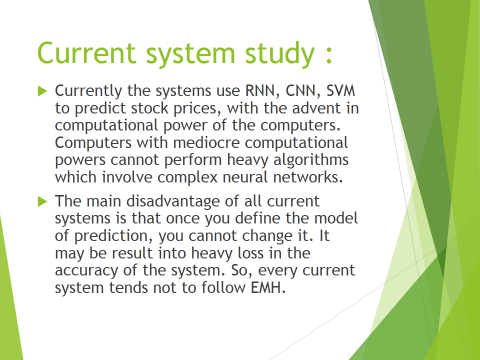 Current system study :
Currently the systems use RNN, CNN, SVM
to predict stock prices, with the advent in
computational power of the computers.
Computers with mediocre computational
powers cannot perform heavy algorithms
which involve complex neural networks.
The main disadvantage of all current
systems is that once you define the model
of prediction, you cannot change it. It
may be result into heavy loss in the
accuracy of the system. So, every current
system tends not to follow EMH.